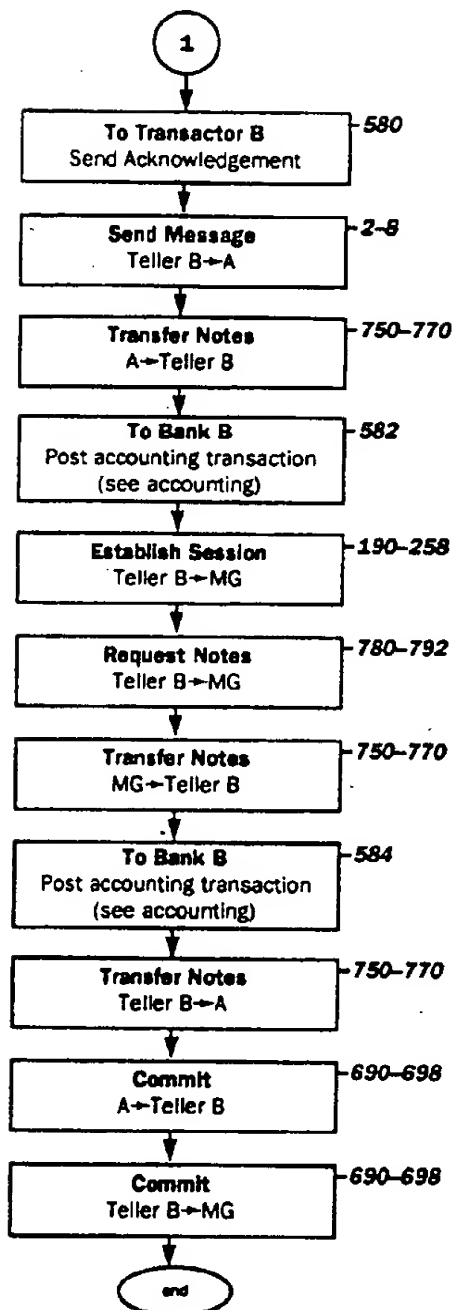 1
To Transactor B
Send Acknowledgement
580
Send Message
Teller B→A
2-8
Transfer Notes
A→Teller B
750-770
To Bank B
Post accounting transaction
(see accounting)
582
Establish Session
Teller B→MG
190-258
Request Notes
Teller B→MG
780-792
Transfer Notes
MG→Teller B
750-770
To Bank B
Post accounting transaction
(see accounting)
584
Transfer Notes
Teller B→A
750-770
Commit
A→Teller B
690-698
Commit
Teller B→MG
690-698
end